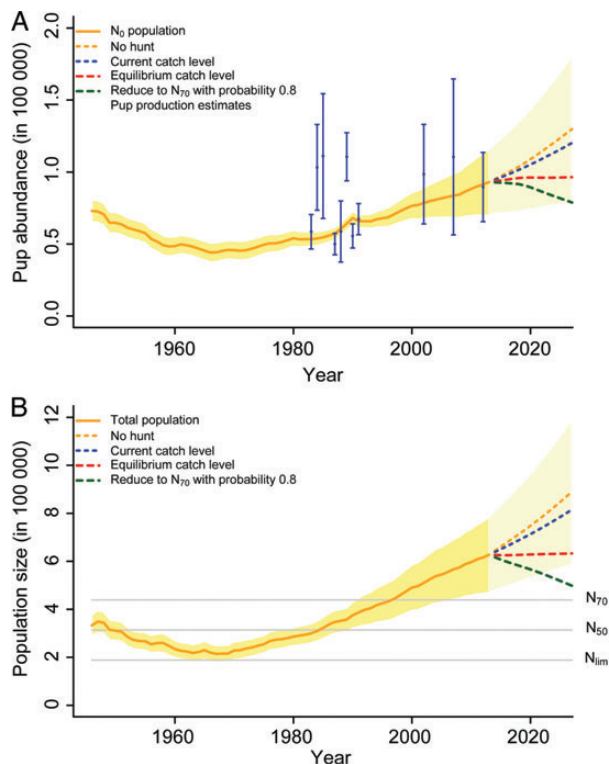 A
2.0
1.5
1.0
0.5
0.0
Pup abundance (in 100 000)
N0 population
No hunt
Current catch level
Equilibrium catch level
Reduce to N70 with probability 0.8
Pup production estimates
1960
1980
2000
2020
Year
B
12
10
8
6
4
2
0
Population size (in 100 000)
Total population
No hunt
Current catch level
Equilibrium catch level
Reduce to N70 with probability 0.8
N70
N50
Nlim
1960
1980
2000
2020
Year